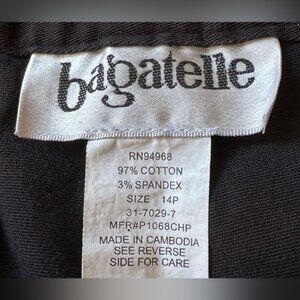 bagatelle
RN94968
97% COTTON
3% SPANDEX
SIZE 14P
31-7029-7
MFR#P1068CHP
MADE IN CAMBODIA
SEE REVERSE
SIDE FOR CARE